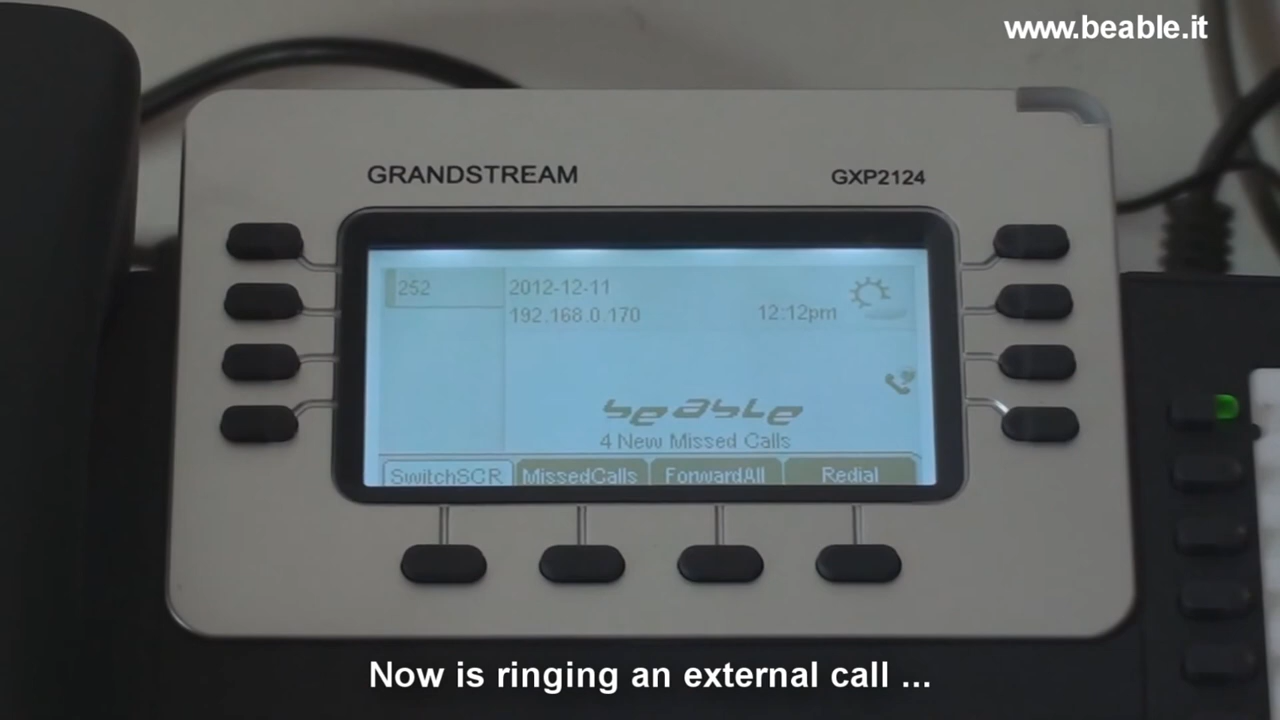 www.beable.it
GRANDSTREAM
GXP2124
252
2012-12-11
192.168.0.170
12:12pm
beable
4 New Missed Calls
SwitchSCR MissedCalls ForwardAll Redial
Now is ringing an external call ...